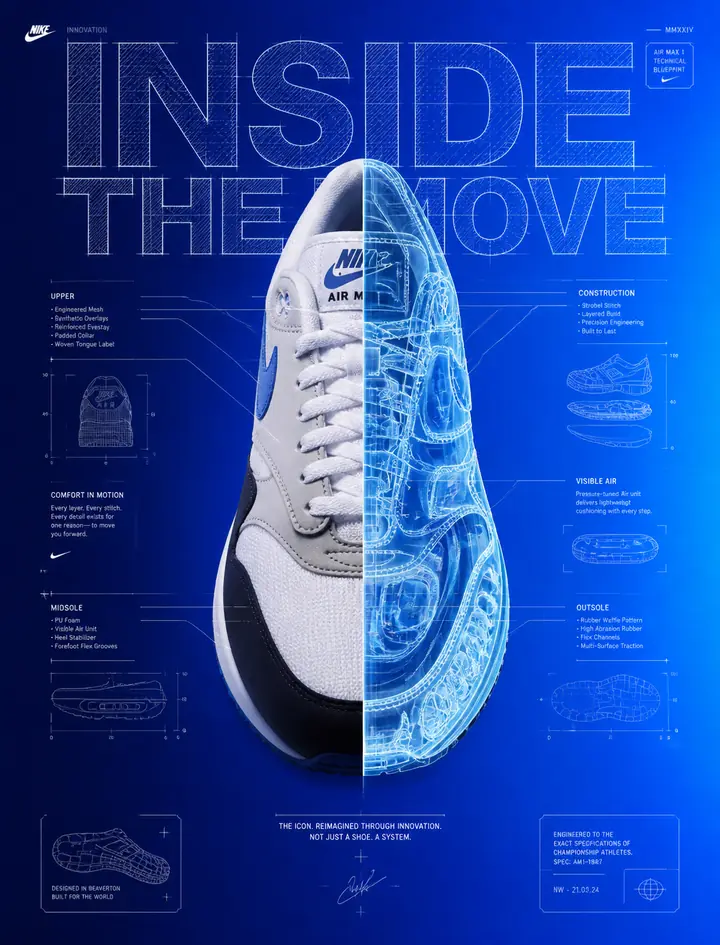 NIKE
INNOVATION
MMXXIV
AIR MAX 1
TECHNICAL
BLUEPRINT
INSIDE
THE MOVE
NIKE
AIR M
UPPER
• Engineered Mesh
• Synthetic Overlays
• Reinforced Eyestay
• Padded Collar
• Woven Tongue Label
CONSTRUCTION
• Strobel Stitch
• Layered Build
• Precision Engineering
• Built to Last
COMFORT IN MOTION
Every layer. Every stitch.
Every detail exists for
one reason—to move
you forward.
VISIBLE AIR
Pressure-tuned Air unit
delivers lightweight
cushioning with every step.
MIDSOLE
• PU Foam
• Visible Air Unit
• Heel Stabilizer
• Forefoot Flex Grooves
OUTSOLE
• Rubber Waffle Pattern
• High Abrasion Rubber
• Flex Channels
• Multi-Surface Traction
DESIGNED IN BEAVERTON
BUILT FOR THE WORLD
THE ICON. REIMAGINED THROUGH INNOVATION.
NOT JUST A SHOE. A SYSTEM.
ENGINEERED TO THE
EXACT SPECIFICATIONS OF
CHAMPIONSHIP ATHLETES.
SPEC: AM1-1987
NW - 21.03.24